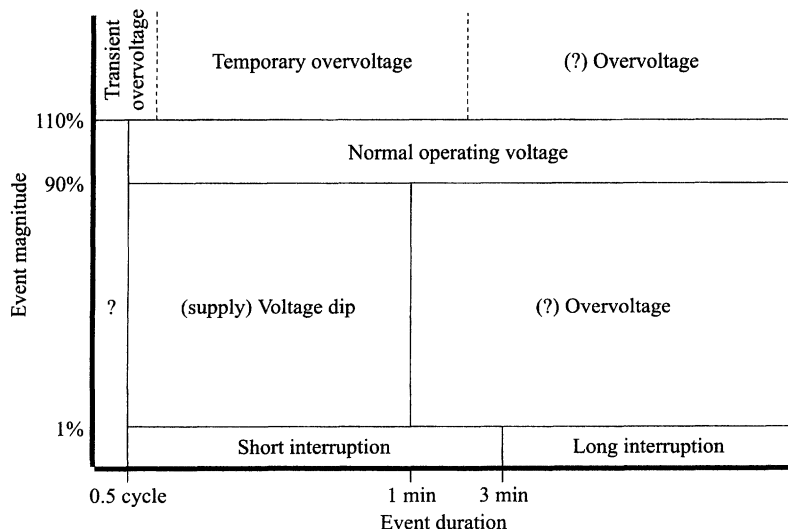 Transient
overvoltage
Temporary overvoltage
(?) Overvoltage
110%
Normal operating voltage
90%
Event magnitude
?
(supply) Voltage dip
(?) Overvoltage
1%
Short interruption
Long interruption
0.5 cycle
1 min
3 min
Event duration